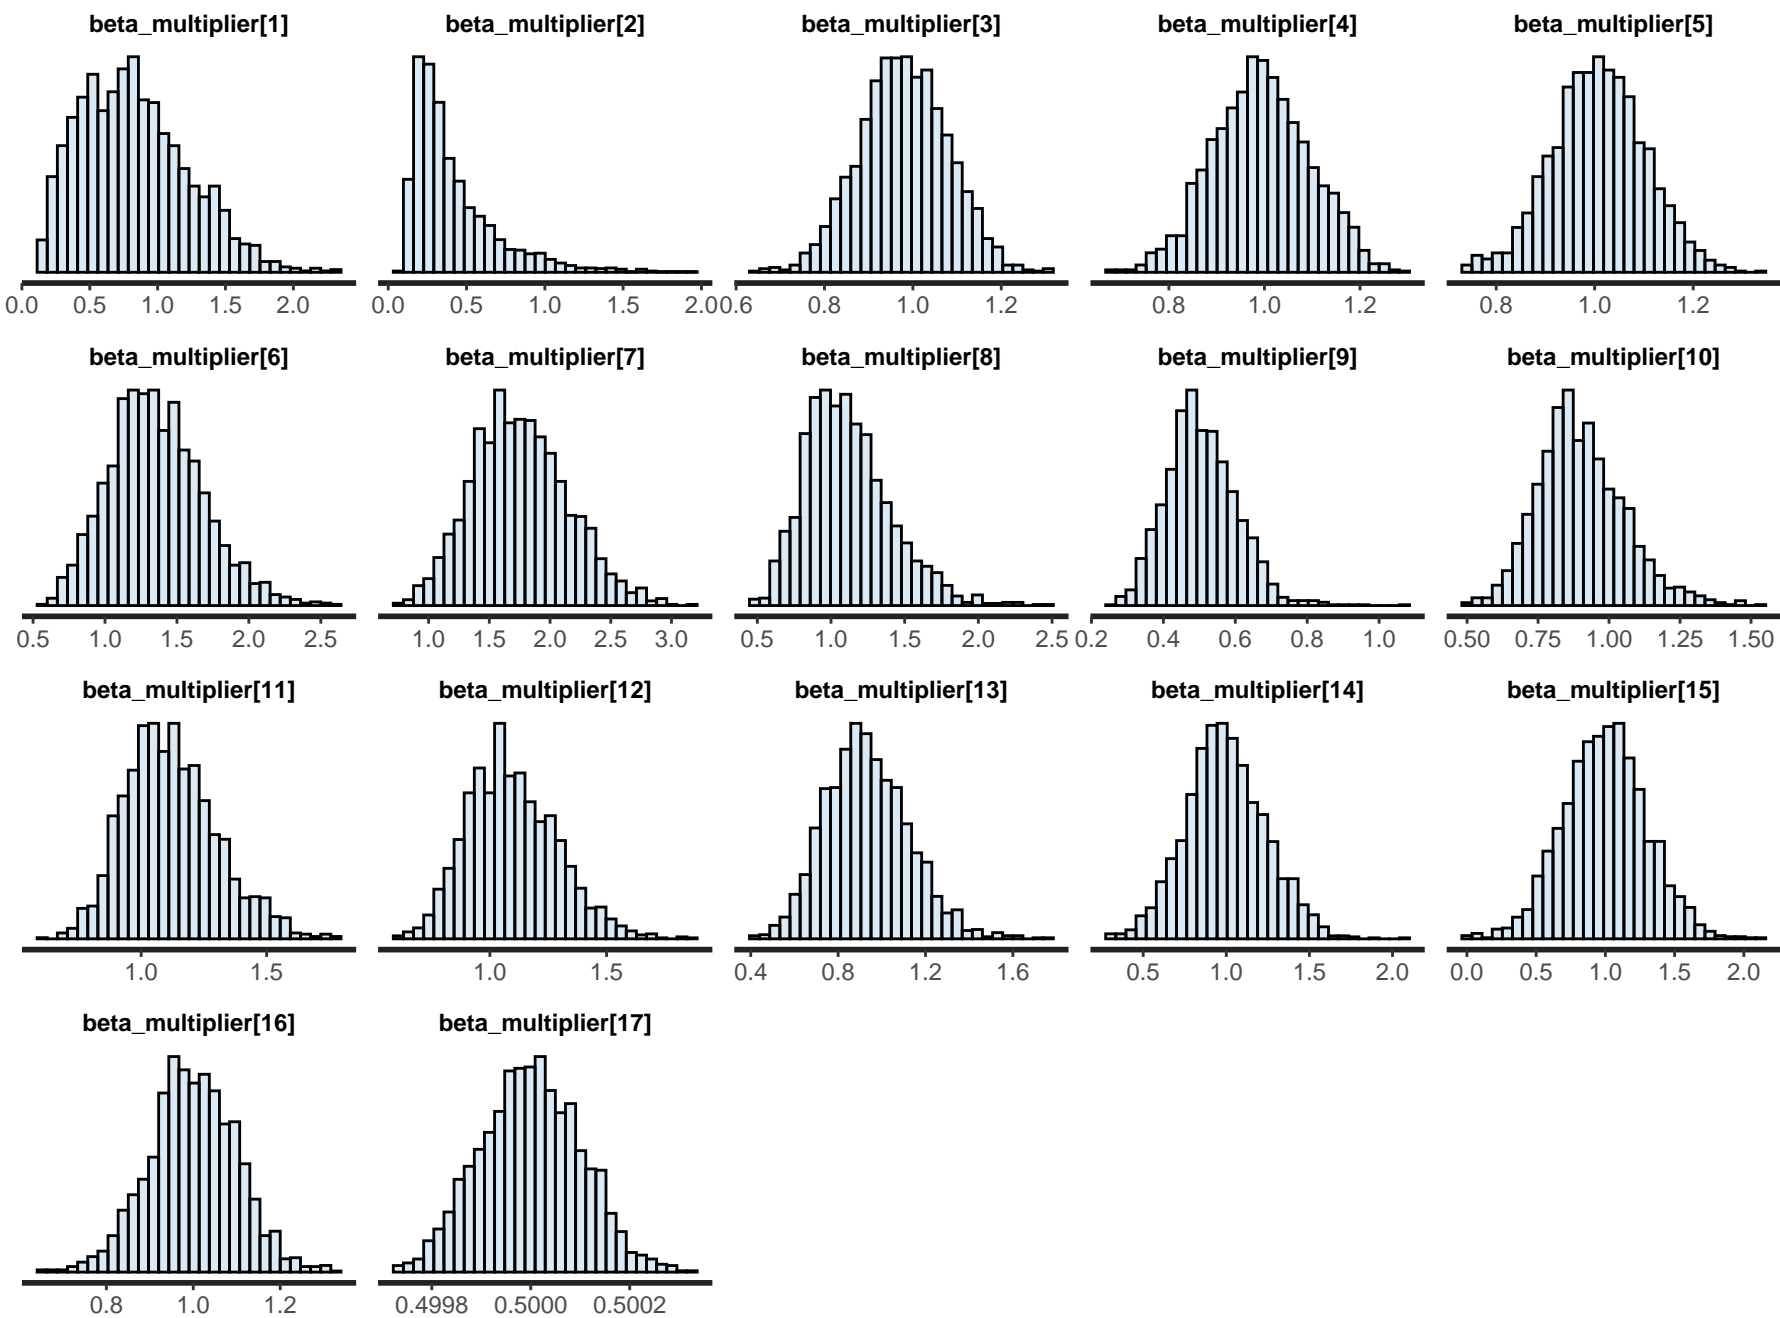 beta_multiplier[1] beta_multiplier[2] beta_multiplier[3] beta_multiplier[4] beta_multiplier[5]
0.0 0.5 1.0 1.5 2.0 0.0 0.5 1.0 1.5 2.0 0.6 0.8 1.0 1.2 0.8 1.0 1.2 0.8 1.0 1.2
beta_multiplier[6] beta_multiplier[7] beta_multiplier[8] beta_multiplier[9] beta_multiplier[10]
0.5 1.0 1.5 2.0 2.5 1.0 1.5 2.0 2.5 3.0 0.5 1.0 1.5 2.0 2.5 0.2 0.4 0.6 0.8 1.0 0.50 0.75 1.00 1.25 1.50
beta_multiplier[11] beta_multiplier[12] beta_multiplier[13] beta_multiplier[14] beta_multiplier[15]
1.0 1.5 1.0 1.5 0.4 0.8 1.2 1.6 0.5 1.0 1.5 2.0 0.0 0.5 1.0 1.5 2.0
beta_multiplier[16] beta_multiplier[17]
0.8 1.0 1.2 0.4998 0.5000 0.5002